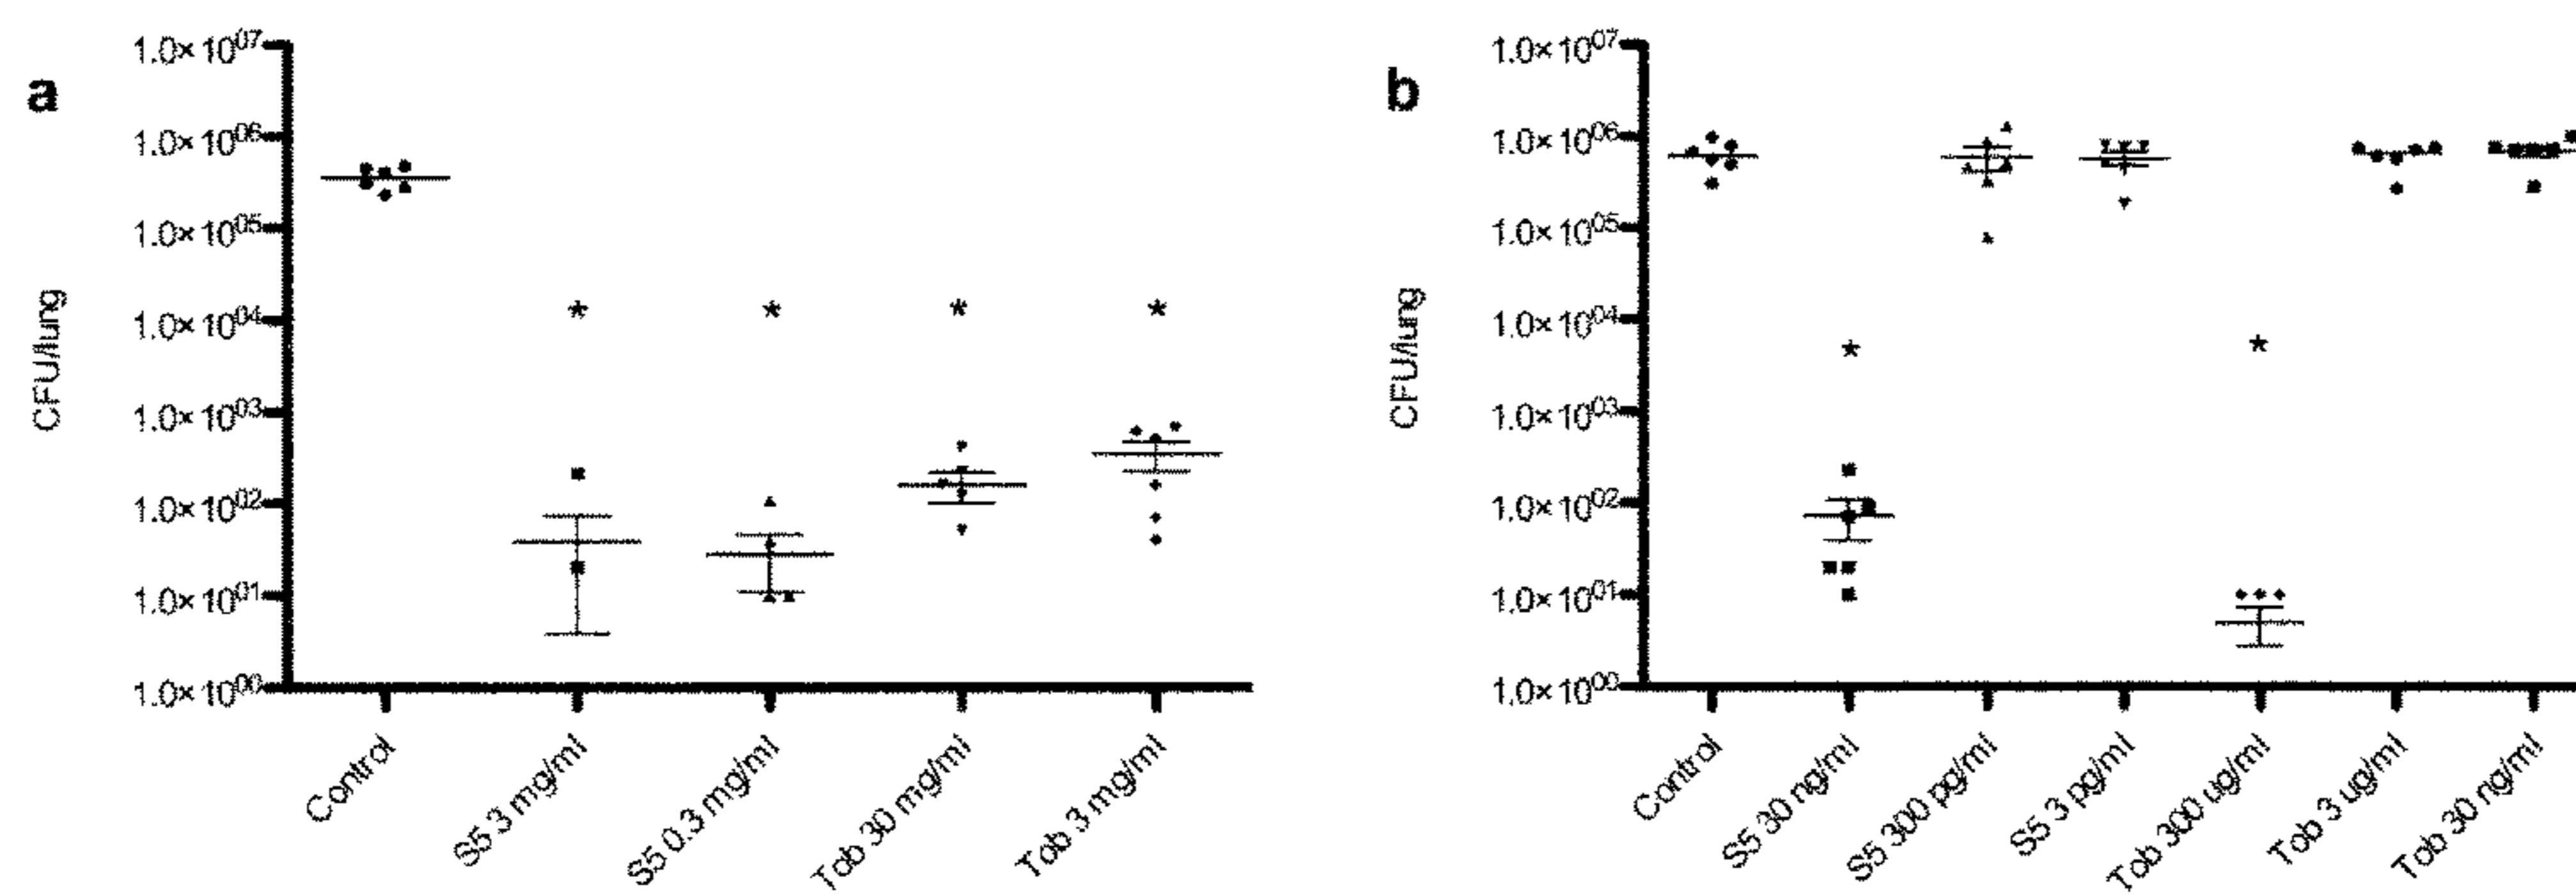 a
1.0×10^07
1.0×10^06
1.0×10^05
1.0×10^04
1.0×10^03
1.0×10^02
1.0×10^01
1.0×10^00
CFU/lung
* * * *
Control
S5 3 mg/ml
S5 0.3 mg/ml
Tob 30 mg/ml
Tob 3 mg/ml
b
1.0×10^07
1.0×10^06
1.0×10^05
1.0×10^04
1.0×10^03
1.0×10^02
1.0×10^01
1.0×10^00
CFU/lung
* *
Control
S5 30 ng/ml
S5 300 pg/ml
S5 3 pg/ml
Tob 300 ug/ml
Tob 3 ug/ml
Tob 30 ng/ml